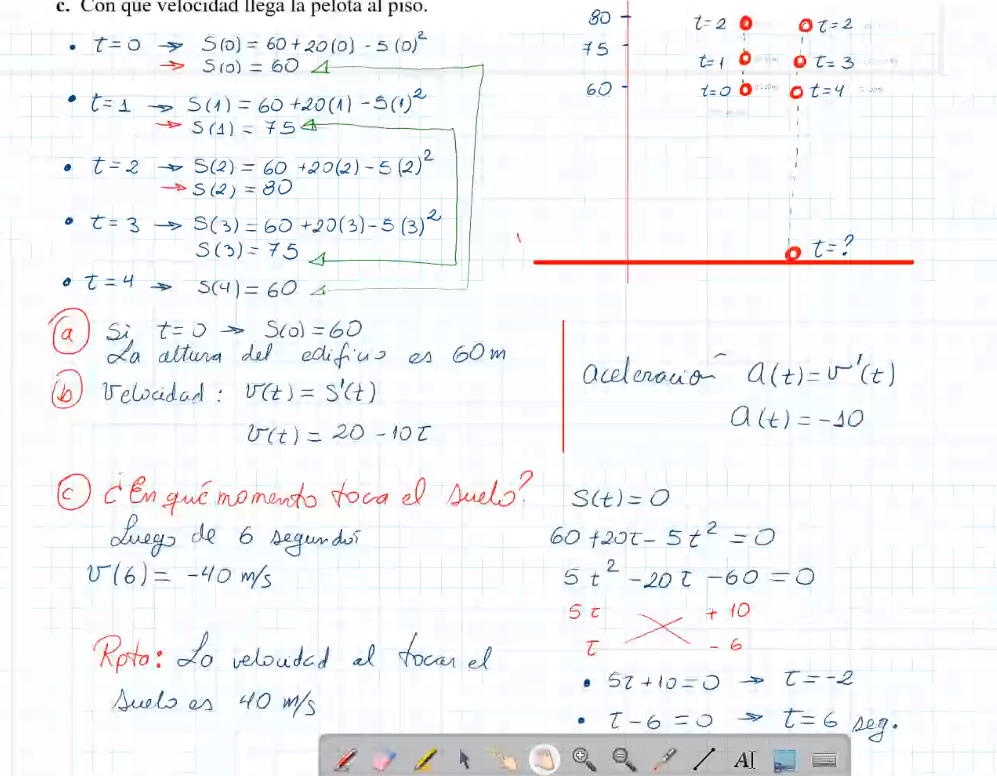 c. Con que velocidad llega la pelota al piso.
• t=0 → S(0) = 60+20(0) -5(0)²
→ S(0) = 60
• t=1 → S(1) = 60+20(1) -5(1)²
→ S(1) = 75
• t=2 → S(2) = 60 +20(2)-5(2)²
→ S(2) = 80
• t=3 → S(3)=60+20(3)-5(3)²
S(3)=75
• t=4 → S(4)=60
80
75
60
t=2
t=2
t=1
t=3
t=0
t=4
t=?
a Si t=0 → S(0)=60
La altura del edificio es 60m
b Velocidad: v(t)=S'(t)
v(t) = 20 -10t
aceleración a(t)=v'(t)
a(t)=-10
c ¿En qué momento toca el suelo?
Luego de 6 segundos
v(6)= -40 m/s
Rpta: La velocidad al tocar el
suelo es 40 m/s
S(t)=0
60+20t-5t²=0
5t²-20t-60=0
5t +10
t -6
• 5t+10=0 → t=-2
• t-6=0 → t=6 seg.
AI